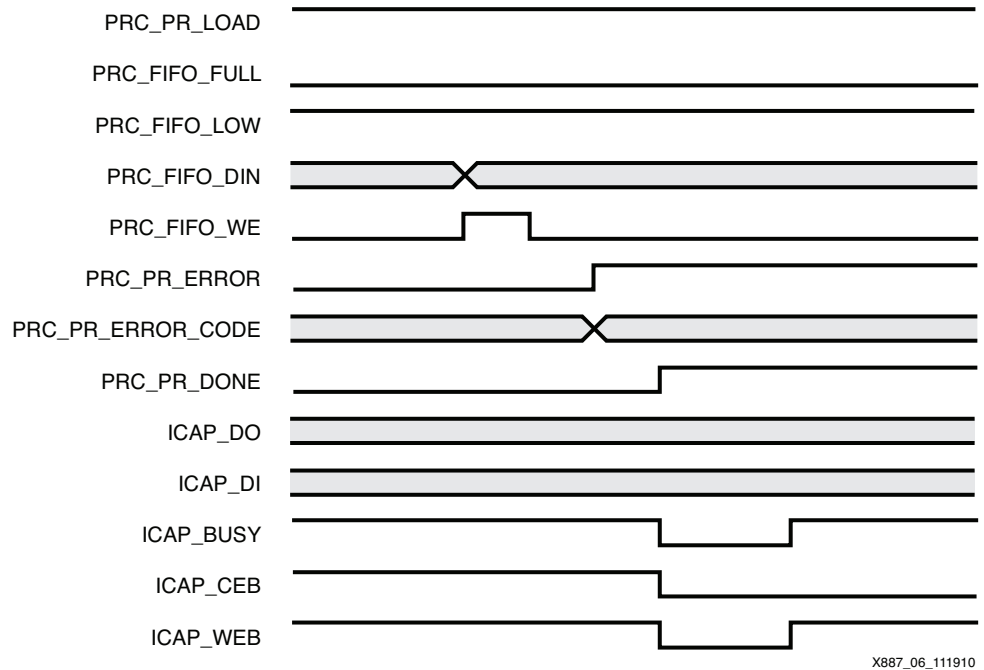 PRC_PR_LOAD
PRC_FIFO_FULL
PRC_FIFO_LOW
PRC_FIFO_DIN
PRC_FIFO_WE
PRC_PR_ERROR
PRC_PR_ERROR_CODE
PRC_PR_DONE
ICAP_DO
ICAP_DI
ICAP_BUSY
ICAP_CEB
ICAP_WEB
X887_06_111910